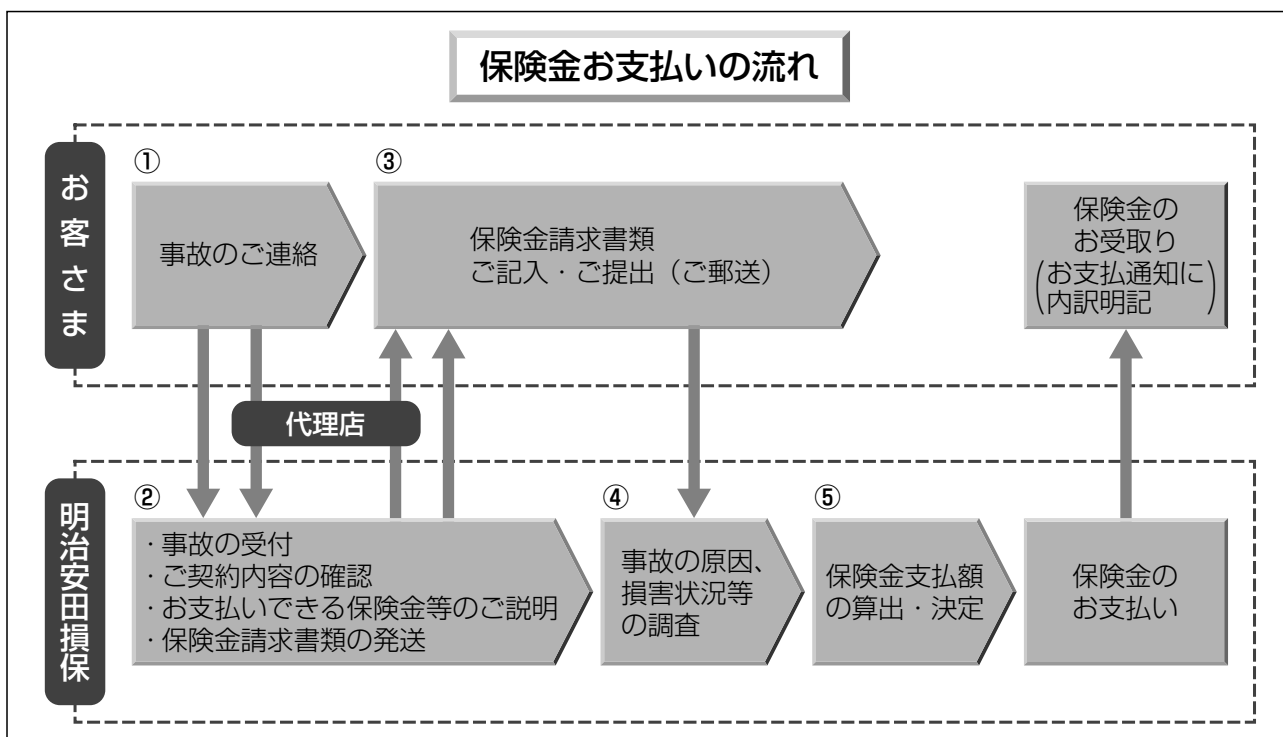 保険金お支払いの流れ
お客さま
①
事故のご連絡
③
保険金請求書類
ご記入・ご提出（ご郵送）
保険金の
お受取り
（お支払通知に
内訳明記）
代理店
明治安田損保
②
・事故の受付
・ご契約内容の確認
・お支払いできる保険金等のご説明
・保険金請求書類の発送
④
事故の原因、
損害状況等
の調査
⑤
保険金支払額
の算出・決定
保険金の
お支払い